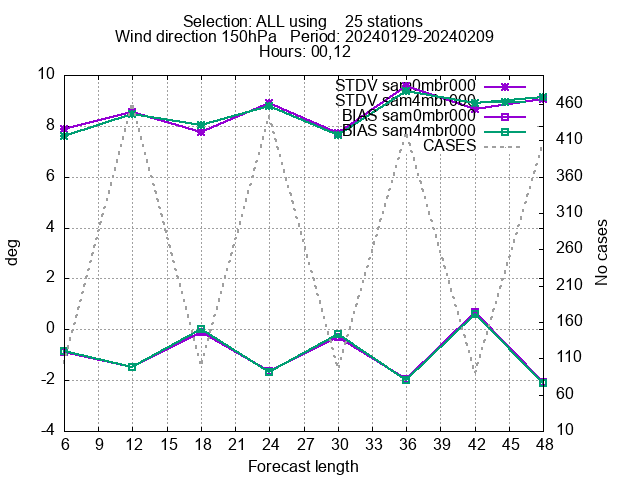 Selection: ALL using 25 stations
Wind direction 150hPa Period: 20240129-20240209
Hours: 00,12
STDV sam0mbr000
STDV sam4mbr000
BIAS sam0mbr000
BIAS sam4mbr000
CASES
10
8
6
4
2
0
-2
-4
deg
460
410
360
310
260
210
160
110
60
10
No cases
6 9 12 15 18 21 24 27 30 33 36 39 42 45 48
Forecast length